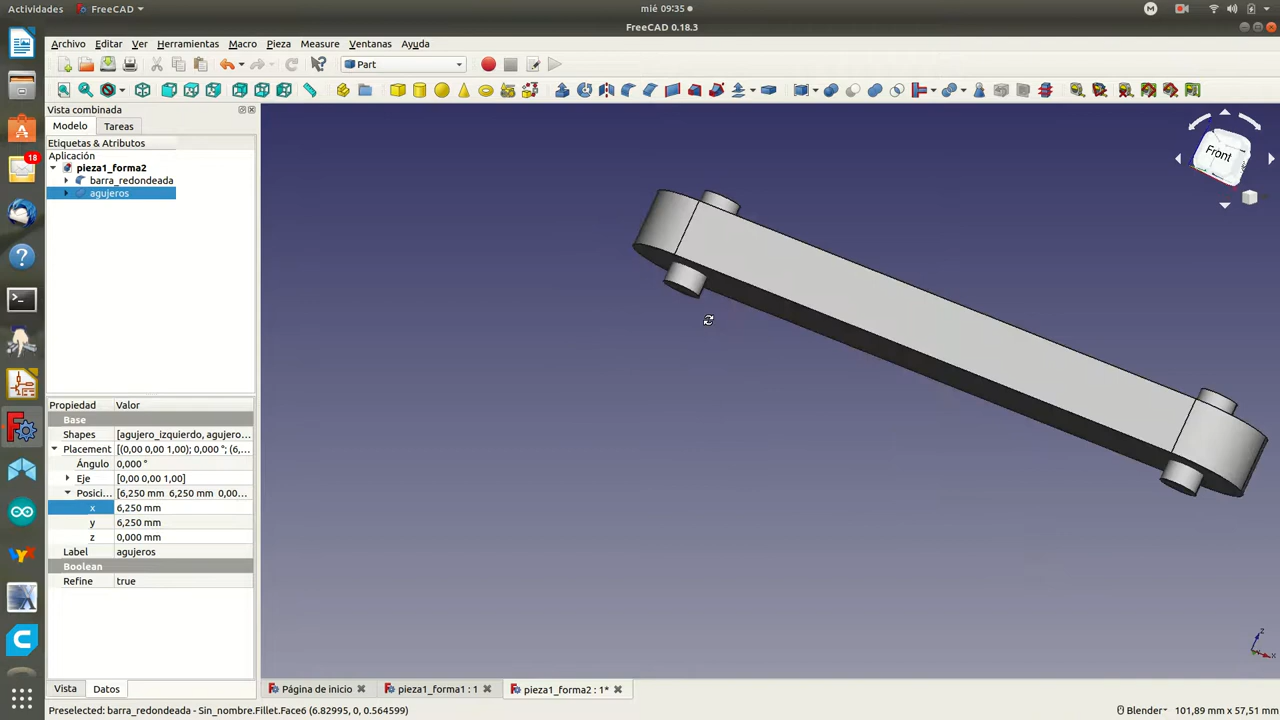 Actividades FreeCAD mié 09:35
FreeCAD 0.18.3
Archivo Editar Ver Herramientas Macro Pieza Measure Ventanas Ayuda
Part
Vista combinada
Modelo Tareas
Etiquetas & Atributos
Aplicación
pieza1_forma2
barra_redondeada
agujeros
18
Front
Propiedad Valor
Base
Shapes [agujero_izquierdo, agujero...
Placement [(0,00 0,00 1,00); 0,000 °; (6,...
Ángulo 0,000 °
Eje [0,00 0,00 1,00]
Posici... [6,250 mm 6,250 mm 0,00...
x 6,250 mm
y 6,250 mm
z 0,000 mm
Label agujeros
Boolean
Refine true
z
x
Vista Datos
Página de inicio pieza1_forma1 : 1 pieza1_forma2 : 1*
Preselected: barra_redondeada - Sin_nombre.Fillet.Face6 (6.82995, 0, 0.564599) Blender 101,89 mm x 57,51 mm